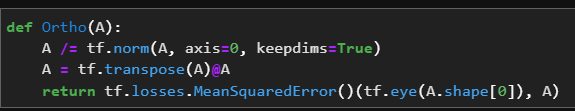 def Ortho(A):
    A /= tf.norm(A, axis=0, keepdims=True)
    A = tf.transpose(A)@A
    return tf.losses.MeanSquaredError()(tf.eye(A.shape[0]), A)